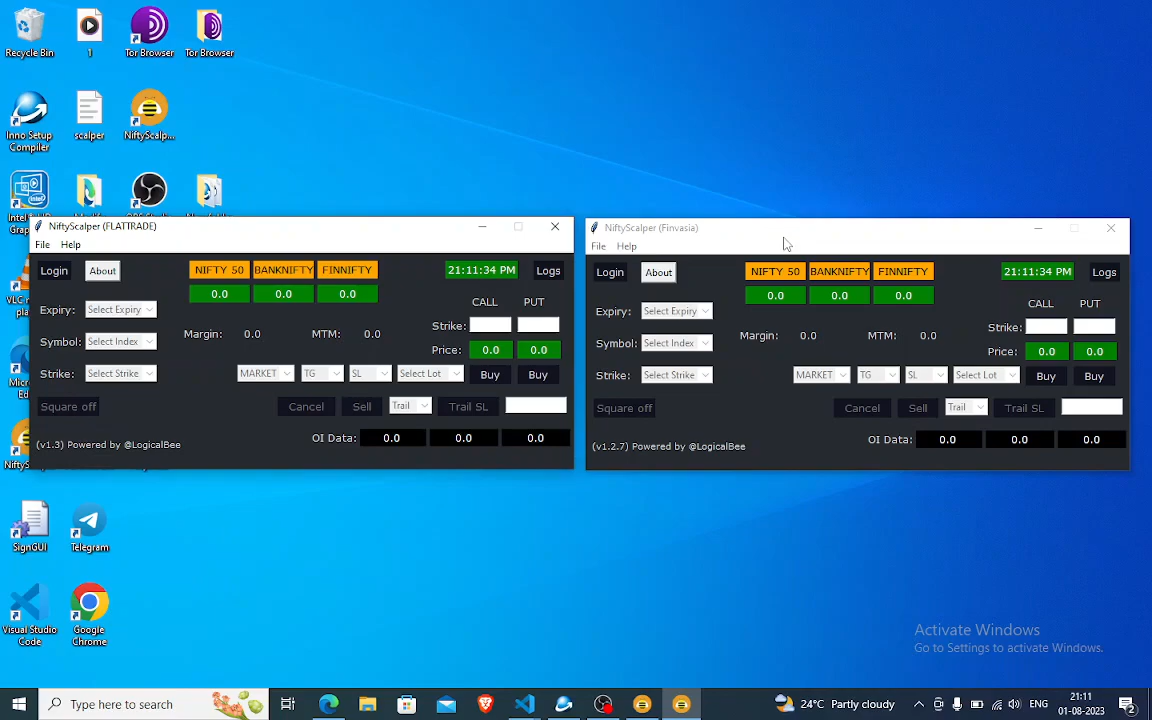 Recycle Bin
1
Tor Browser
Tor Browser
Inno Setup
Compiler
scalper
NiftyScalp...
VLC
Visual Studio
Code
SignGUI
Telegram
Google
Chrome
NiftyScalper (FLATTRADE)
File Help
Login About
NIFTY 50 BANKNIFTY FINNIFTY
21:11:34 PM Logs
0.0 0.0 0.0
CALL PUT
Expiry: Select Expiry
Strike:
Symbol: Select Index
Margin: 0.0 MTM: 0.0
Price: 0.0 0.0
Strike: Select Strike
MARKET TG SL Select Lot Buy Buy
Square off Cancel Sell Trail Trail SL
OI Data: 0.0 0.0 0.0
(v1.3) Powered by @LogicalBee
NiftyScalper (Finvasia)
File Help
Login About
NIFTY 50 BANKNIFTY FINNIFTY
21:11:34 PM Logs
0.0 0.0 0.0
CALL PUT
Expiry: Select Expiry
Strike:
Symbol: Select Index
Margin: 0.0 MTM: 0.0
Price: 0.0 0.0
Strike: Select Strike
MARKET TG SL Select Lot Buy Buy
Square off Cancel Sell Trail Trail SL
OI Data: 0.0 0.0 0.0
(v1.2.7) Powered by @LogicalBee
Activate Windows
Go to Settings to activate Windows.
Type here to search
24°C Partly cloudy
ENG
21:11
01-08-2023
2